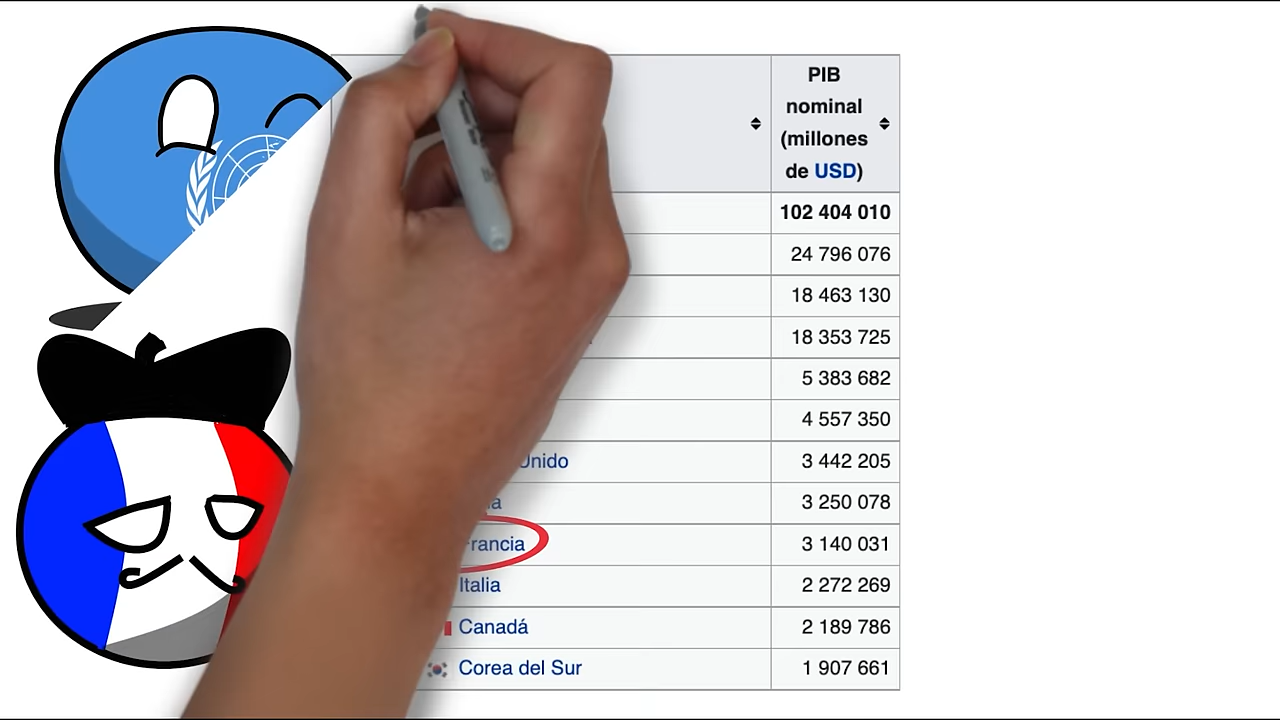 PIB
nominal
(millones
de USD)
102 404 010
24 796 076
18 463 130
18 353 725
5 383 682
4 557 350
Unido 3 442 205
3 250 078
Francia 3 140 031
Italia 2 272 269
Canadá 2 189 786
Corea del Sur 1 907 661